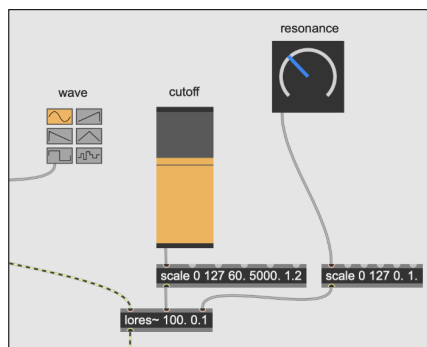 resonance
wave
cutoff
scale 0 127 60. 5000. 1.2
scale 0 127 0. 1.
lores~ 100. 0.1